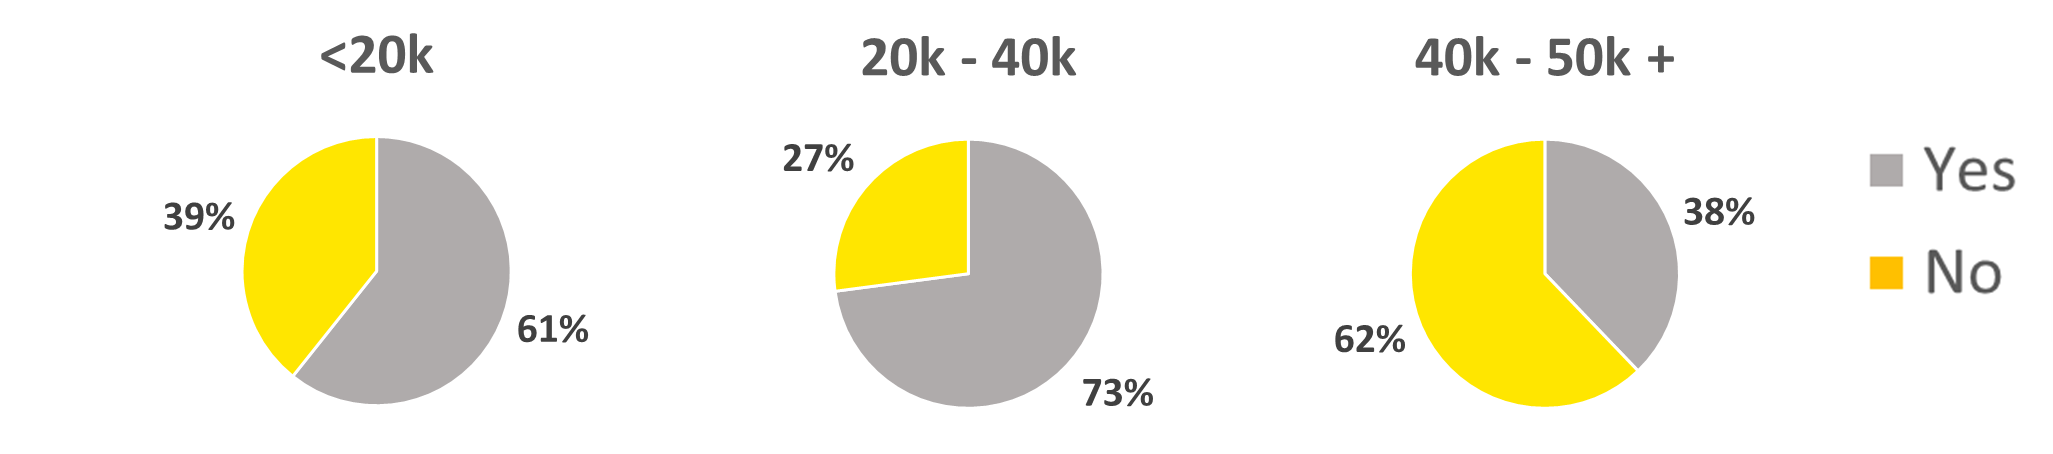 <20k
39%
61%
20k - 40k
27%
73%
40k - 50k +
38%
62%
Yes
No